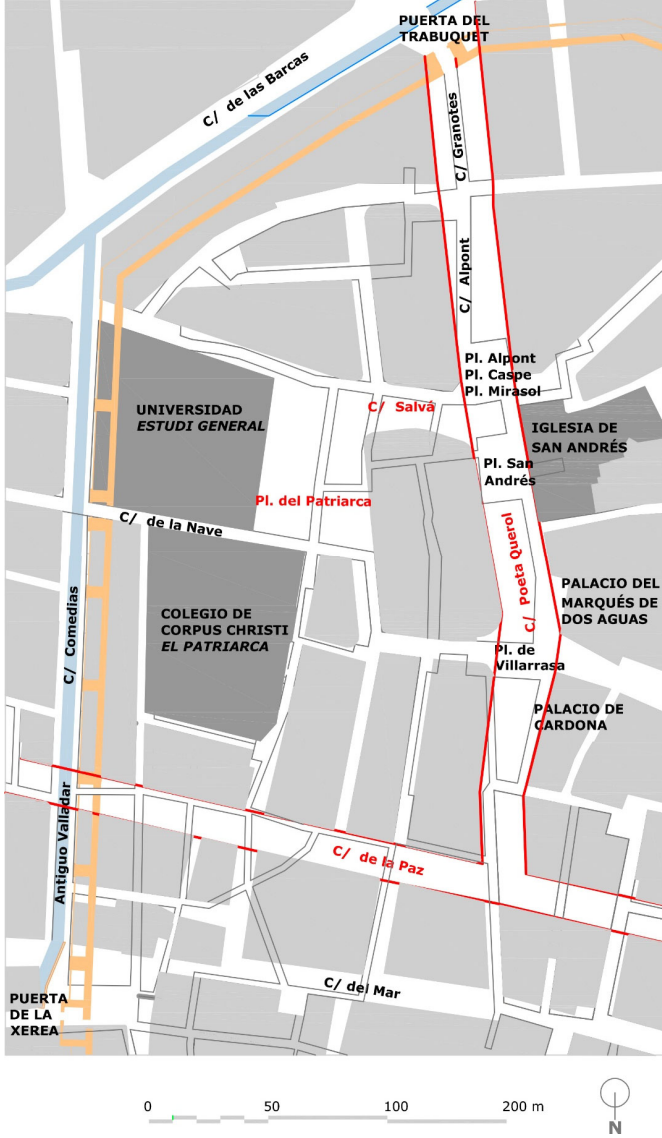 PUERTA DEL
TRABUQUET
C/ de las Barcas
C/ Granotes
C/ Alpont
Pl. Alpont
Pl. Caspe
Pl. Mirasol
C/ Salvá
UNIVERSIDAD
ESTUDI GENERAL
IGLESIA DE
SAN ANDRÉS
Pl. San
Andrés
Pl. del Patriarca
C/ de la Nave
C/ Poeta Querol
PALACIO DEL
MARQUÉS DE
DOS AGUAS
COLEGIO DE
CORPUS CHRISTI
EL PATRIARCA
C/ Comedias
Pl. de
Villarrasa
PALACIO DE
CARDONA
Antiguo Valladar
C/ de la Paz
C/ del Mar
PUERTA
DE LA
XEREA
0 50 100 200 m
N